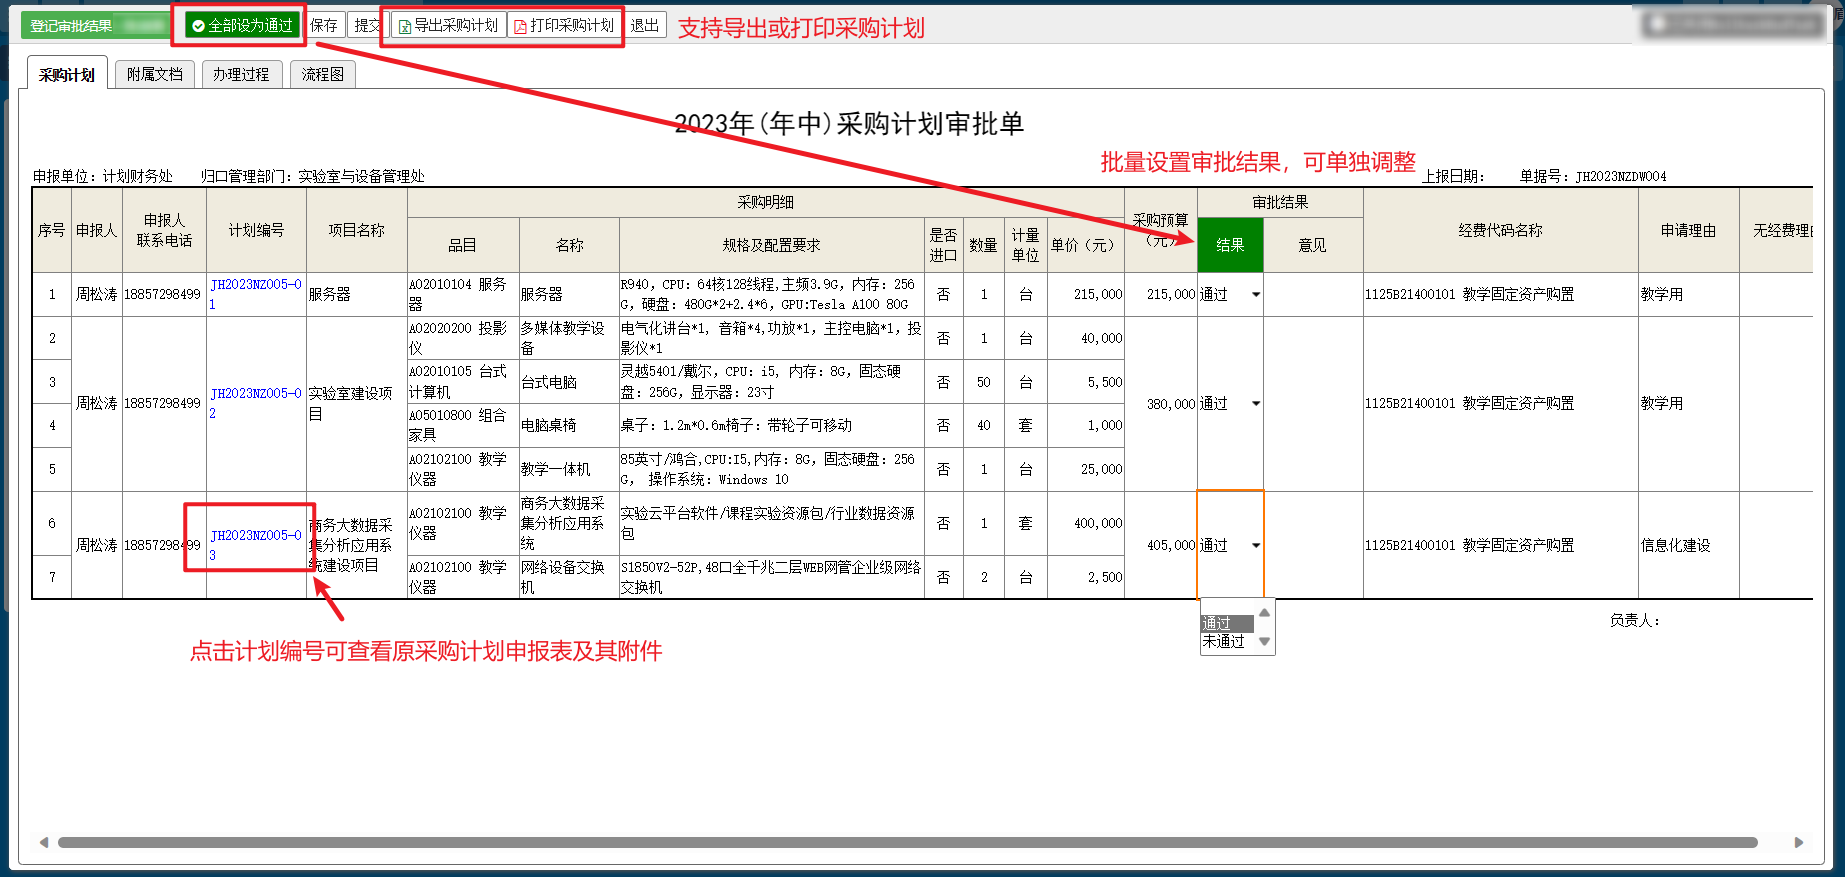 登记审批结果
全部设为通过 保存 提交 导出采购计划 打印采购计划 退出 支持导出或打印采购计划
采购计划 附属文档 办理过程 流程图
2023年(年中)采购计划审批单
批量设置审批结果，可单独调整
申报单位：计划财务处 归口管理部门：实验室与设备管理处 上报日期： 单据号：JH2023NZDW004
序号 申报人 申报人 联系电话 计划编号 项目名称 采购明细 采购预算（元） 审批结果 经费代码名称 申请理由 无经费理由
品目 名称 规格及配置要求 是否进口 数量 计量单位 单价（元） 结果 意见
1 周松涛 18857298499 JH2023NZ005-01 服务器 A02010104 服务器 服务器 R940，CPU：64核128线程,主频3.9G，内存：256G，硬盘：480G*2+2.4*6，GPU:Tesla A100 80G 否 1 台 215,000 215,000 通过 1125B21400101 教学固定资产购置 教学用
2 周松涛 18857298499 JH2023NZ005-02 实验室建设项目 A02020200 投影仪 多媒体教学设备 电气化讲台*1，音箱*4,功放*1，主控电脑*1，投影仪*1 否 1 台 40,000 380,000 通过 1125B21400101 教学固定资产购置 教学用
3 A02010105 台式计算机 台式电脑 灵越5401/戴尔，CPU：i5, 内存：8G，固态硬盘：256G，显示器：23寸 否 50 台 5,500
4 A05010800 组合家具 电脑桌椅 桌子：1.2m*0.6m椅子：带轮子可移动 否 40 套 1,000
5 A02102100 教学仪器 教学一体机 85英寸/鸿合,CPU:I5,内存：8G，固态硬盘：256G， 操作系统：Windows 10 否 1 台 25,000
6 周松涛 18857298499 JH2023NZ005-03 商务大数据采集分析应用系统建设项目 A02102100 教学仪器 商务大数据采集分析应用系统 实验云平台软件/课程实验资源包/行业数据资源包 否 1 套 400,000 405,000 通过 1125B21400101 教学固定资产购置 信息化建设
7 A02102100 教学仪器 网络设备交换机 S1850V2-52P,48口全千兆二层WEB网管企业级网络交换机 否 2 台 2,500
通过
未通过
负责人：
点击计划编号可查看原采购计划申报表及其附件